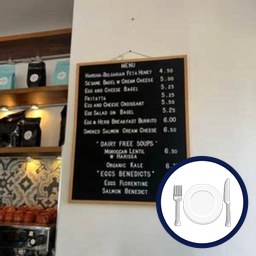 MENU
HARISSA-BULGARIAN FETA HONEY 4.50
SESAME BAGEL W CREAM CHEESE 5.00
EGG AND CHEESE BAGEL 5.25
FRITTATA 5.25
EGG AND CHEESE CROISSANT 5.50
EGG SALAD ON BAGEL 5.25
EGG & HERB BREAKFAST BURRITO 6.00
SMOKED SALMON CREAM CHEESE 6.50
"DAIRY FREE SOUPS"
MOROCCAN LENTIL 6.5
W HARISSA
ORGANIC KALE 6.
"EGGS BENEDICTS"
EGGS FLORENTINE
SALMON BENEDICT